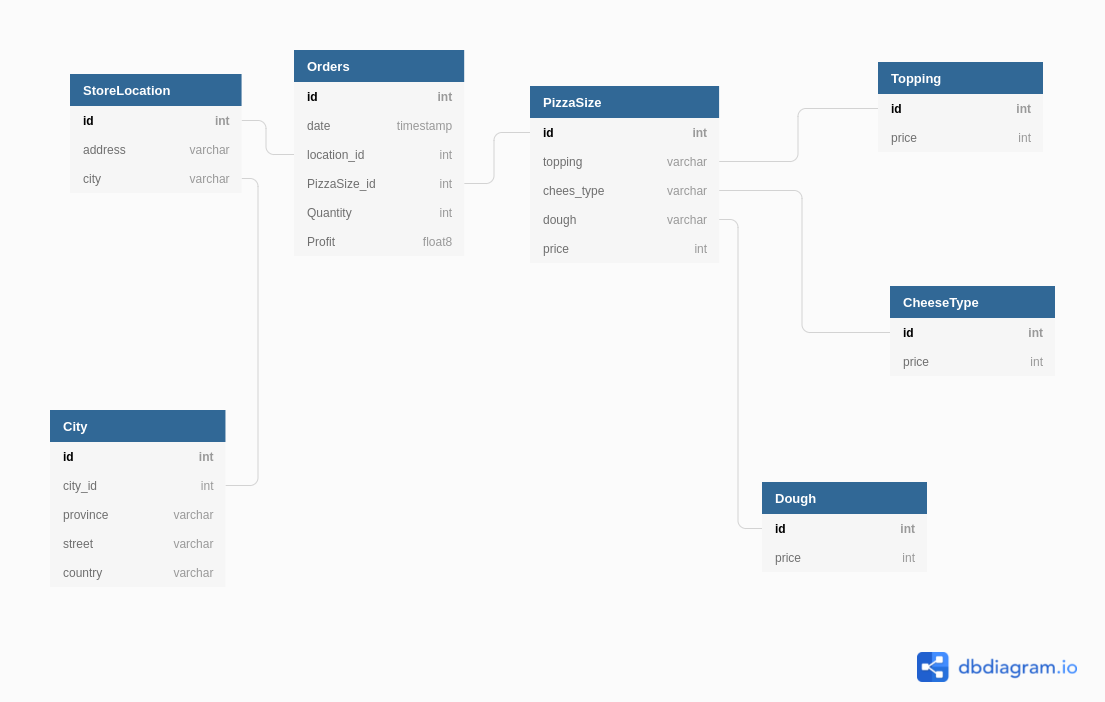 StoreLocation
id int
address varchar
city varchar
Orders
id int
date timestamp
location_id int
PizzaSize_id int
Quantity int
Profit float8
PizzaSize
id int
topping varchar
chees_type varchar
dough varchar
price int
Topping
id int
price int
CheeseType
id int
price int
City
id int
city_id int
province varchar
street varchar
country varchar
Dough
id int
price int
dbdiagram.io